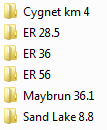 Cygnet km 4
ER 28.5
ER 36
ER 56
Maybrun 36.1
Sand Lake 8.8